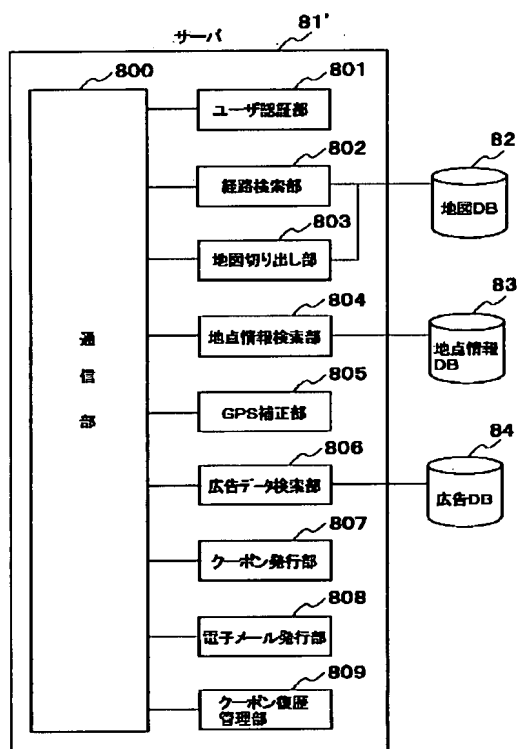 サーバ
81'
800
通信部
801
ユーザ認証部
802
経路検索部
803
地図切り出し部
804
地点情報検索部
805
GPS補正部
806
広告データ検索部
807
クーポン発行部
808
電子メール発行部
809
クーポン履歴
管理部
82
地図DB
83
地点情報
DB
84
広告DB